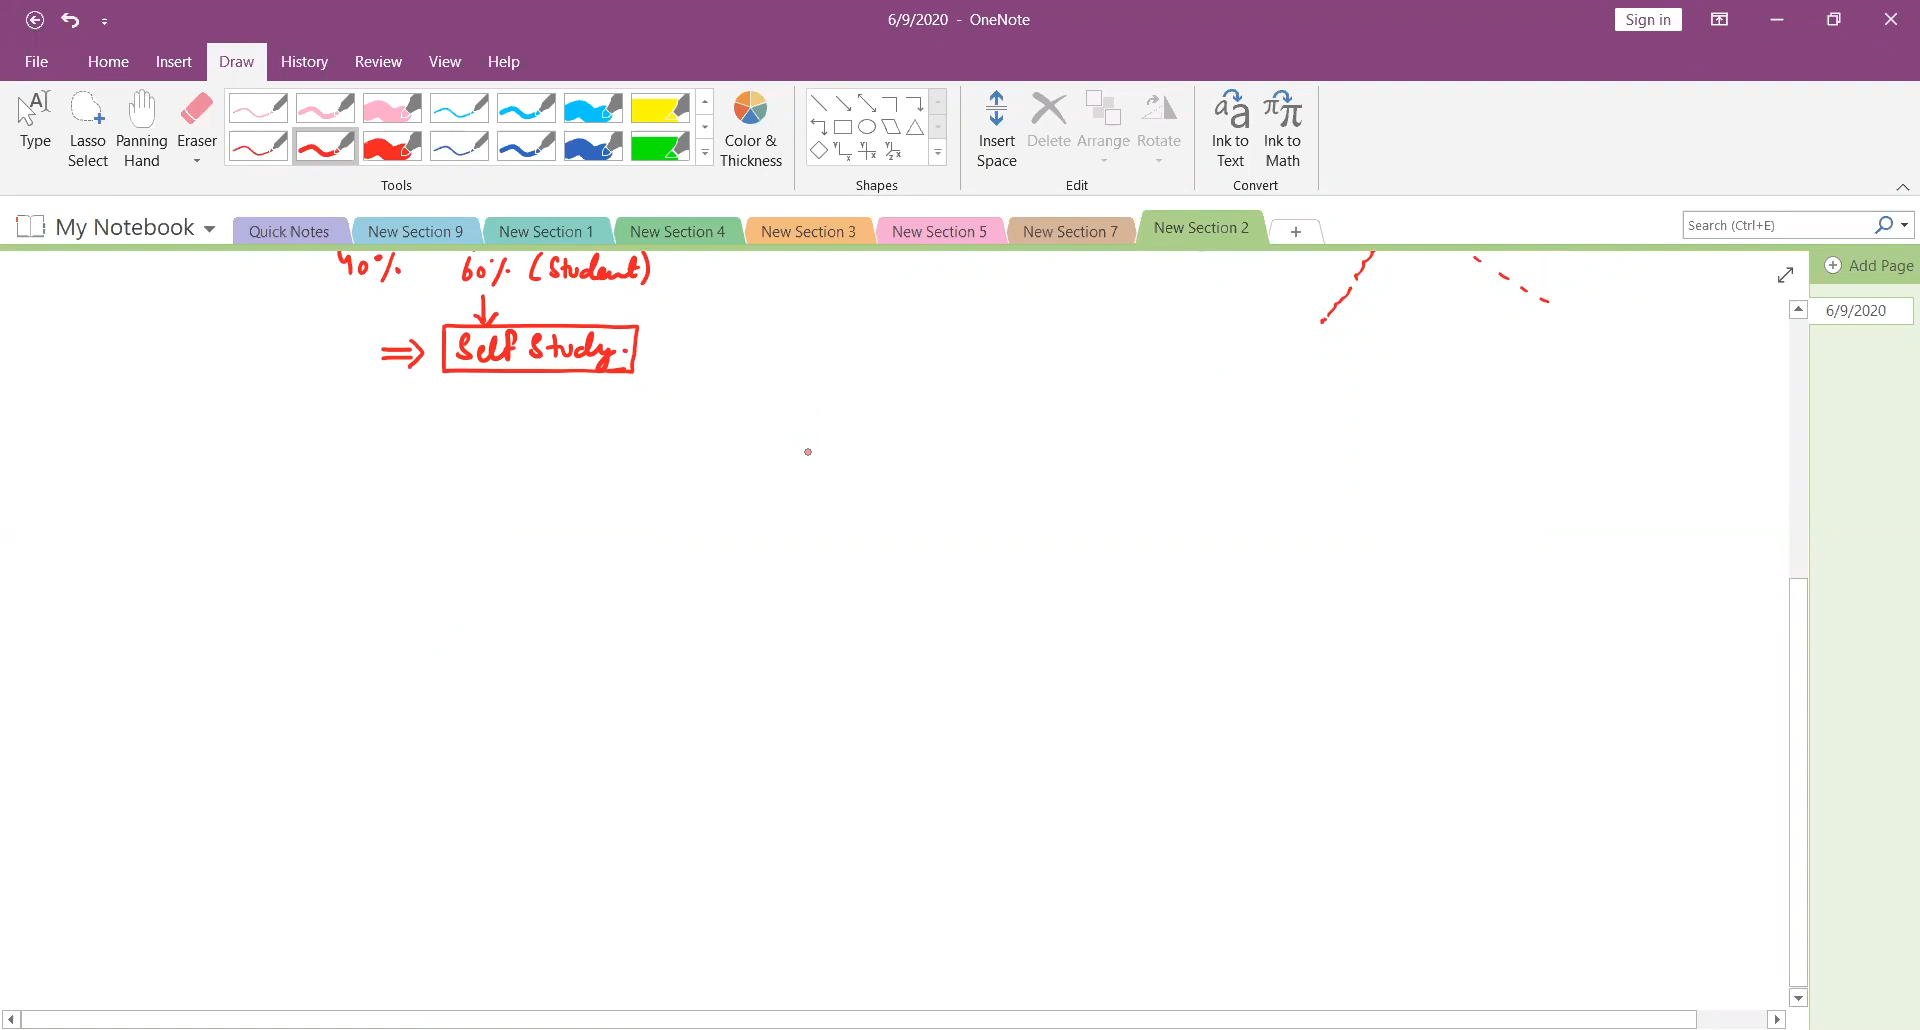 6/9/2020 - OneNote
Sign in
File Home Insert Draw History Review View Help
Type
Lasso Select
Panning Hand
Eraser
Color & Thickness
Insert Space
Delete
Arrange
Rotate
Ink to Text
Ink to Math
Tools Shapes Edit Convert
My Notebook Quick Notes New Section 9 New Section 1 New Section 4 New Section 3 New Section 5 New Section 7 New Section 2 + Search (Ctrl+E)
Add Page
6/9/2020
40% 60% (Student)
⇒ Self Study.